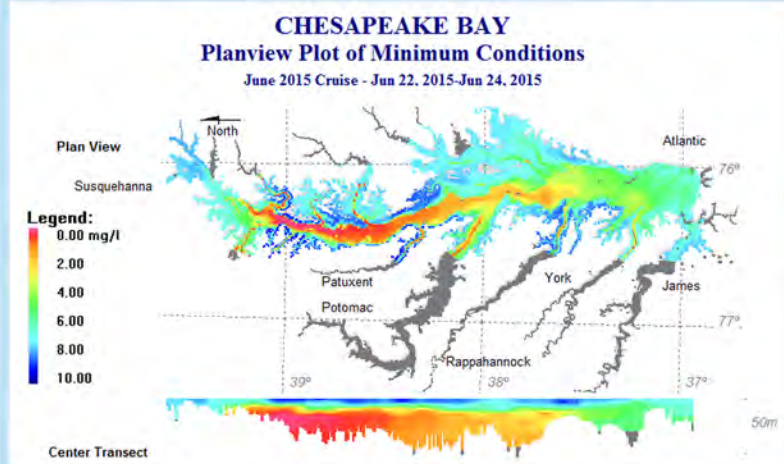 CHESAPEAKE BAY
Planview Plot of Minimum Conditions
June 2015 Cruise - Jun 22, 2015-Jun 24, 2015
North
Plan View
Atlantic
76°
Susquehanna
Legend:
0.00 mg/l
2.00
4.00
6.00
8.00
10.00
Patuxent
York
James
Potomac
77°
Rappahannock
39°
38°
37°
50m
Center Transect